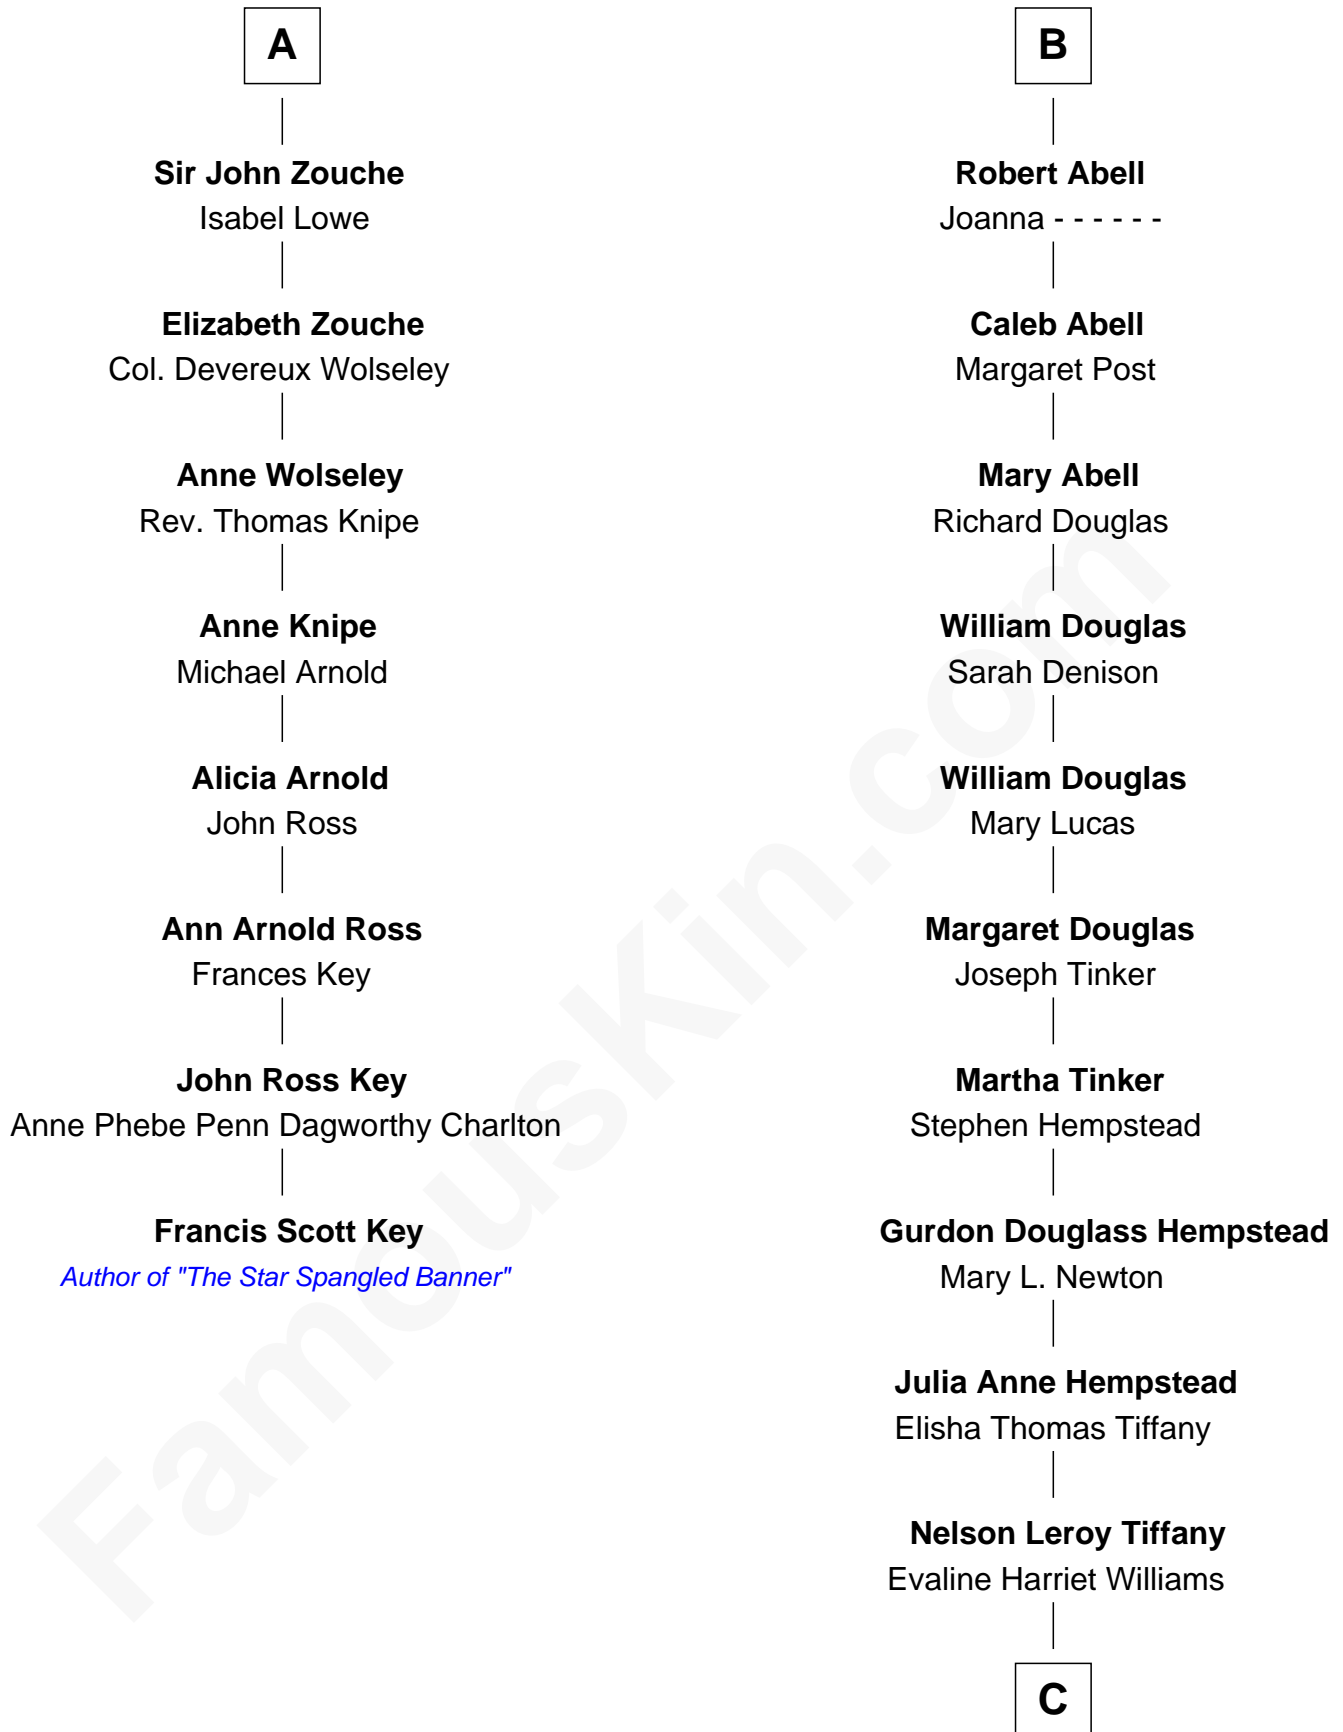 A
Sir John Zouche
Isabel Lowe
Elizabeth Zouche
Col. Devereux Wolseley
Anne Wolseley
Rev. Thomas Knipe
Anne Knipe
Michael Arnold
Alicia Arnold
John Ross
Ann Arnold Ross
Frances Key
John Ross Key
Anne Phebe Penn Dagworthy Charlton
Francis Scott Key
Author of "The Star Spangled Banner"
B
Robert Abell
Joanna - - - - - -
Caleb Abell
Margaret Post
Mary Abell
Richard Douglas
William Douglas
Sarah Denison
William Douglas
Mary Lucas
Margaret Douglas
Joseph Tinker
Martha Tinker
Stephen Hempstead
Gurdon Douglass Hempstead
Mary L. Newton
Julia Anne Hempstead
Elisha Thomas Tiffany
Nelson Leroy Tiffany
Evaline Harriet Williams
C
FamousKin.com